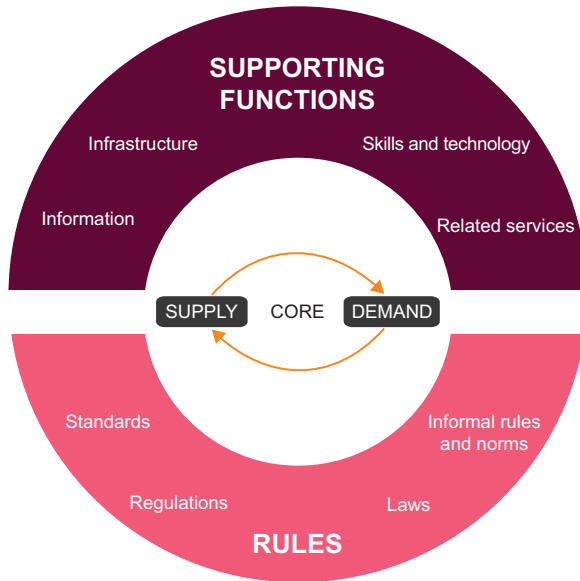 SUPPORTING
FUNCTIONS
Infrastructure
Skills and technology
Information
Related services
SUPPLY
CORE
DEMAND
Standards
Informal rules
and norms
Regulations
Laws
RULES